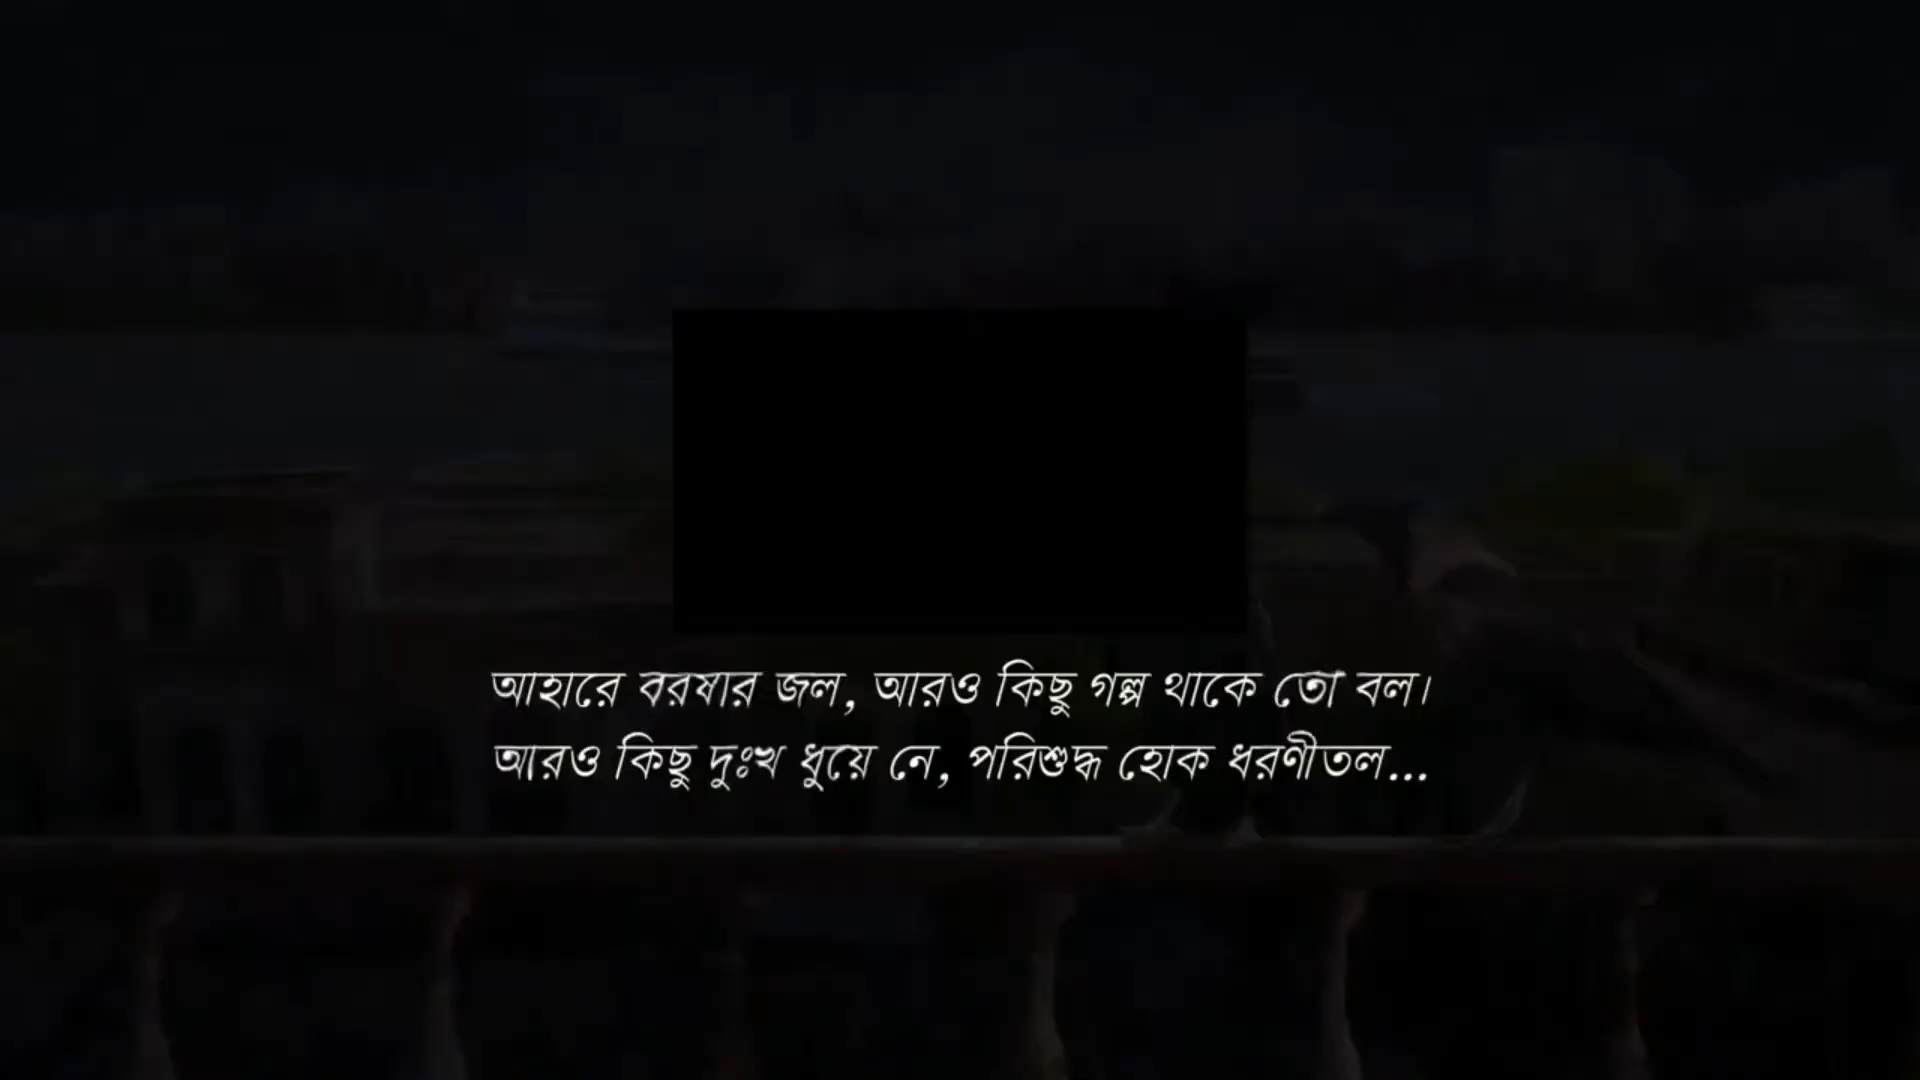 আহারে বরষার জল, আরও কিছু গল্প থাকে তো বল।
আরও কিছু দুঃখ ধুয়ে নে, পরিশুদ্ধ হোক ধরণীতল...